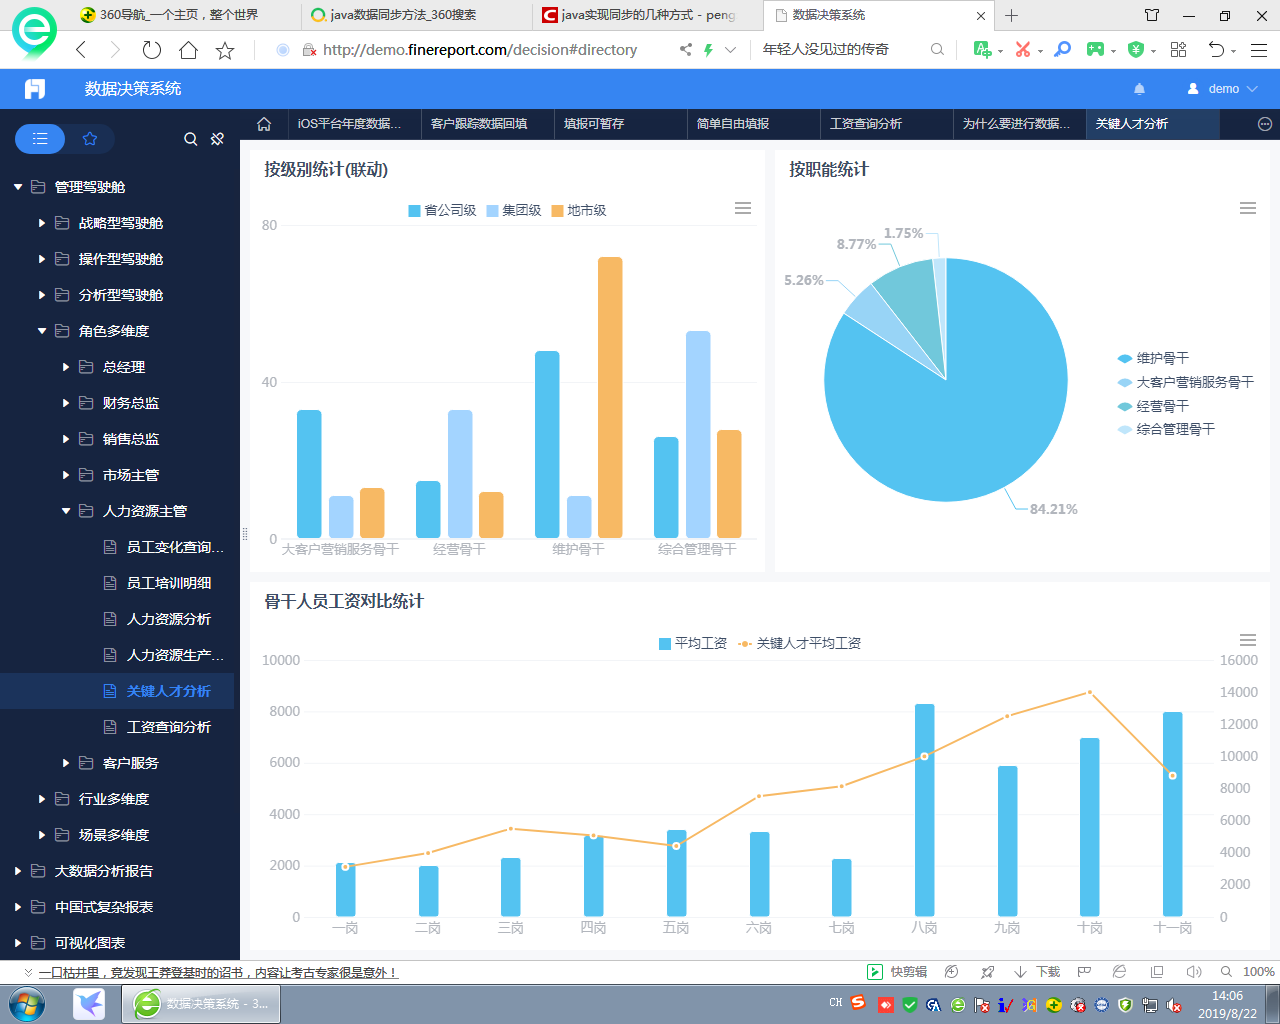 360导航_一个主页，整个世界
java数据同步方法_360搜索
java实现同步的几种方式 - peng
数据决策系统
http://demo.finereport.com/decision#directory
年轻人没见过的传奇
数据决策系统
demo
iOS平台年度数据...
客户跟踪数据回填
填报可暂存
简单自由填报
工资查询分析
为什么要进行数据...
关键人才分析
管理驾驶舱
战略型驾驶舱
操作型驾驶舱
分析型驾驶舱
角色多维度
总经理
财务总监
销售总监
市场主管
人力资源主管
员工变化查询...
员工培训明细
人力资源分析
人力资源生产...
关键人才分析
工资查询分析
客户服务
行业多维度
场景多维度
大数据分析报告
中国式复杂报表
可视化图表
按级别统计(联动)
省公司级 集团级 地市级
80
40
0
大客户营销服务骨干 经营骨干 维护骨干 综合管理骨干
按职能统计
1.75%
8.77%
5.26%
84.21%
维护骨干
大客户营销服务骨干
经营骨干
综合管理骨干
骨干人员工资对比统计
平均工资 关键人才平均工资
10000
8000
6000
4000
2000
0
16000
14000
12000
10000
8000
6000
4000
2000
0
一岗 二岗 三岗 四岗 五岗 六岗 七岗 八岗 九岗 十岗 十一岗
一口枯井里，竟发现王莽登基时的诏书，内容让考古专家很是意外！
快剪辑
下载
100%
数据决策系统 - 3...
CH
14:06
2019/8/22